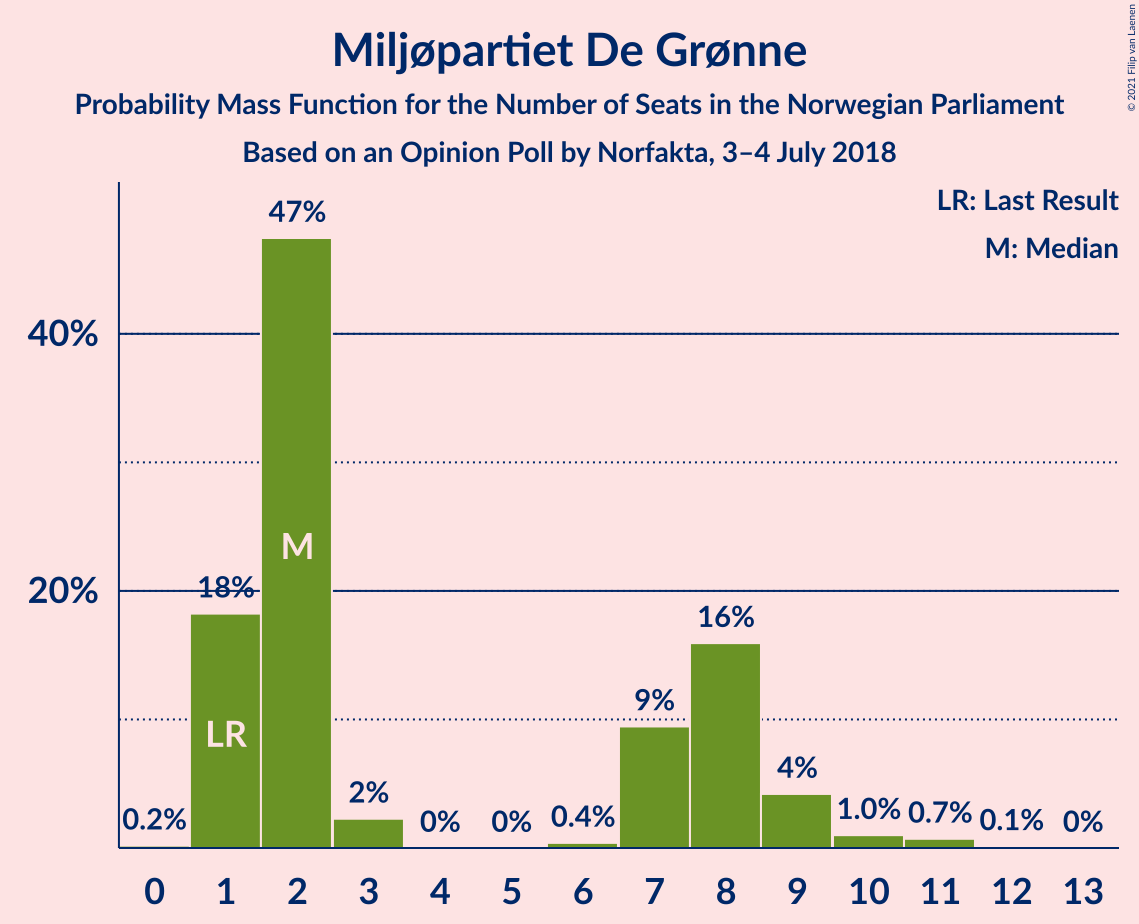 Miljøpartiet De Grønne
Probability Mass Function for the Number of Seats in the Norwegian Parliament
Based on an Opinion Poll by Norfakta, 3–4 July 2018
© 2021 Filip van Laenen
LR: Last Result
M: Median
40%
20%
0.2%
18%
47%
2%
0%
0%
0.4%
9%
16%
4%
1.0%
0.7%
0.1%
0%
LR
M
0 1 2 3 4 5 6 7 8 9 10 11 12 13